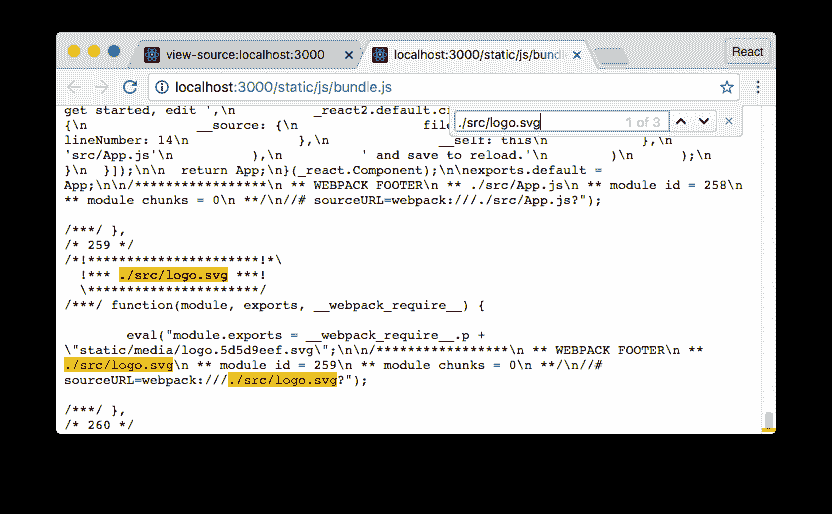 view-source:localhost:3000
localhost:3000/static/js/bund
React
localhost:3000/static/js/bundle.js
./src/logo.svg 1 of 3
get started, edit ',\n _react2.default.c
{\n __source: {\n fil
lineNumber: 14\n },\n __self: this\n },\n
'src/App.js'\n ),\n ' and save to reload.'\n )\n );\n
}\n }]);\n\n return App;\n}(_react.Component);\n\nexports.default =
App;\n\n/*****************\n ** WEBPACK FOOTER\n ** ./src/App.js\n ** module id = 258\n
** module chunks = 0\n **/\n//# sourceURL=webpack:///./src/App.js?");
/***/ },
/* 259 */
/*!**********************!*\
!*** ./src/logo.svg ***!
\**********************/
/***/ function(module, exports, __webpack_require__) {
eval("module.exports = __webpack_require__.p +
\"static/media/logo.5d5d9eef.svg\";\n\n/*****************\n ** WEBPACK FOOTER\n **
./src/logo.svg\n ** module id = 259\n ** module chunks = 0\n **/\n//#
sourceURL=webpack:///./src/logo.svg?");
/***/ },
/* 260 */